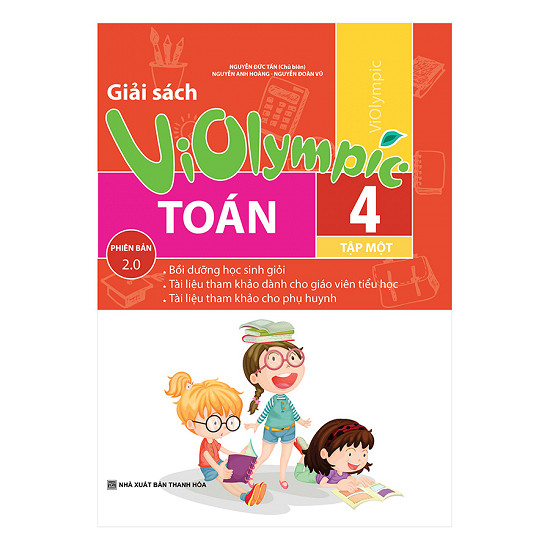 NGUYỄN ĐỨC TẤN (Chủ biên)
NGUYỄN ANH HOÀNG - NGUYỄN ĐOÀN VŨ
Giải sách
ViOlympic
ViOlympic
TOÁN
4
TẬP MỘT
PHIÊN BẢN
2.0
• Bồi dưỡng học sinh giỏi
• Tài liệu tham khảo dành cho giáo viên tiểu học
• Tài liệu tham khảo cho phụ huynh
NHÀ XUẤT BẢN THANH HÓA